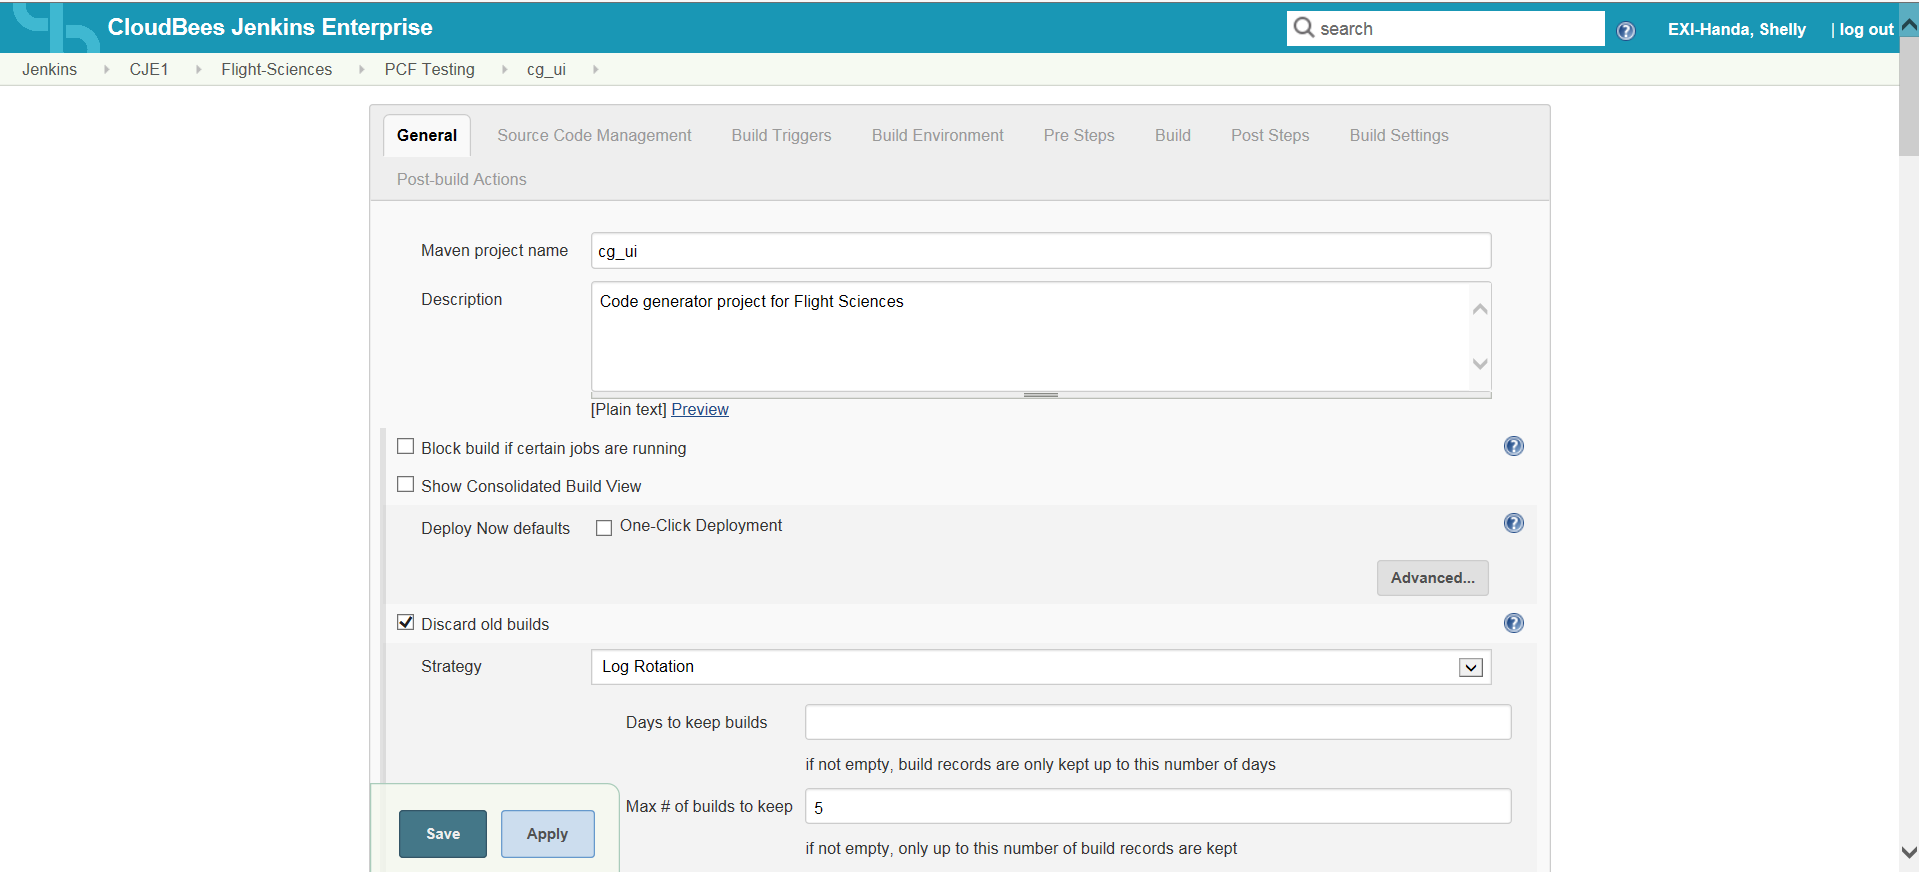 CloudBees Jenkins Enterprise
search
EXI-Handa, Shelly
| log out
Jenkins CJE1 Flight-Sciences PCF Testing cg_ui
General Source Code Management Build Triggers Build Environment Pre Steps Build Post Steps Build Settings
Post-build Actions
Maven project name
cg_ui
Description
Code generator project for Flight Sciences
[Plain text] Preview
Block build if certain jobs are running
Show Consolidated Build View
Deploy Now defaults
One-Click Deployment
Advanced...
Discard old builds
Strategy
Log Rotation
Days to keep builds
if not empty, build records are only kept up to this number of days
Max # of builds to keep
5
if not empty, only up to this number of build records are kept
Save
Apply